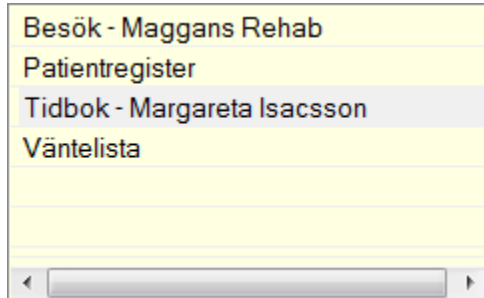 Besök - Maggans Rehab
Patientregister
Tidbok - Margareta Isacsson
Väntelista